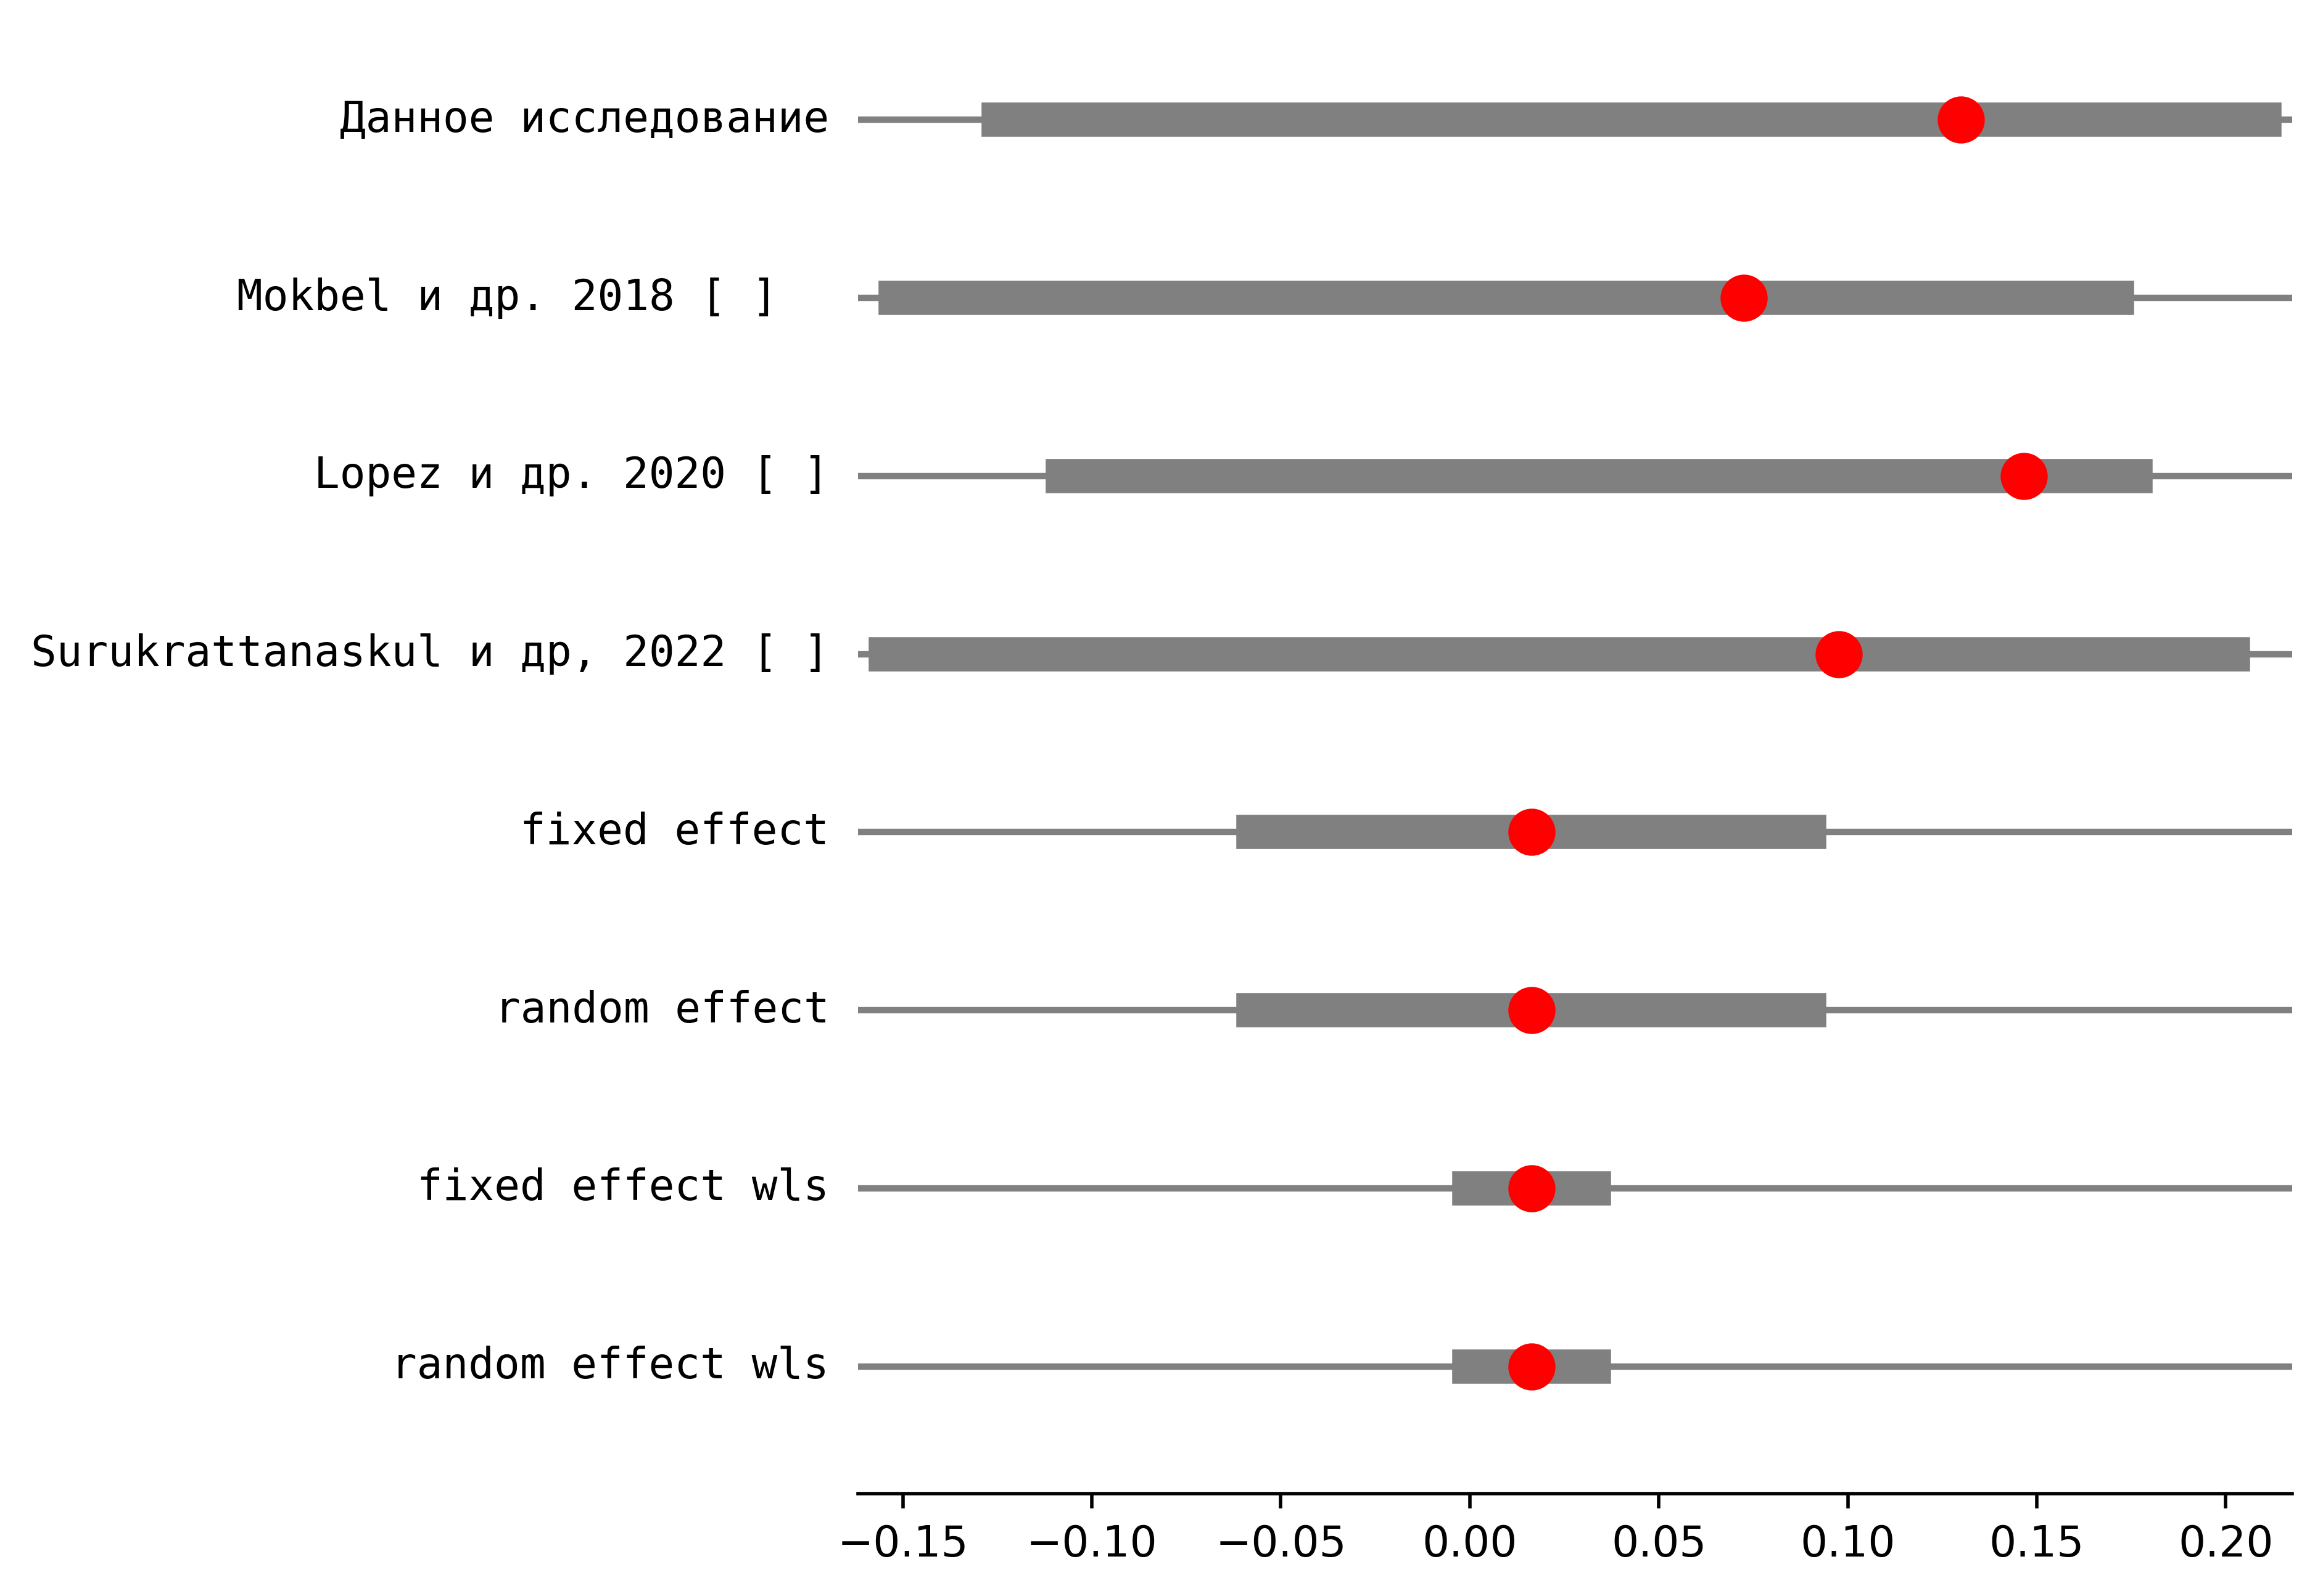 Данное исследование
Mokbel и др. 2018 [ ]
Lopez и др. 2020 [ ]
Surukrattanaskul и др, 2022 [ ]
fixed effect
random effect
fixed effect wls
random effect wls
−0.15 −0.10 −0.05 0.00 0.05 0.10 0.15 0.20